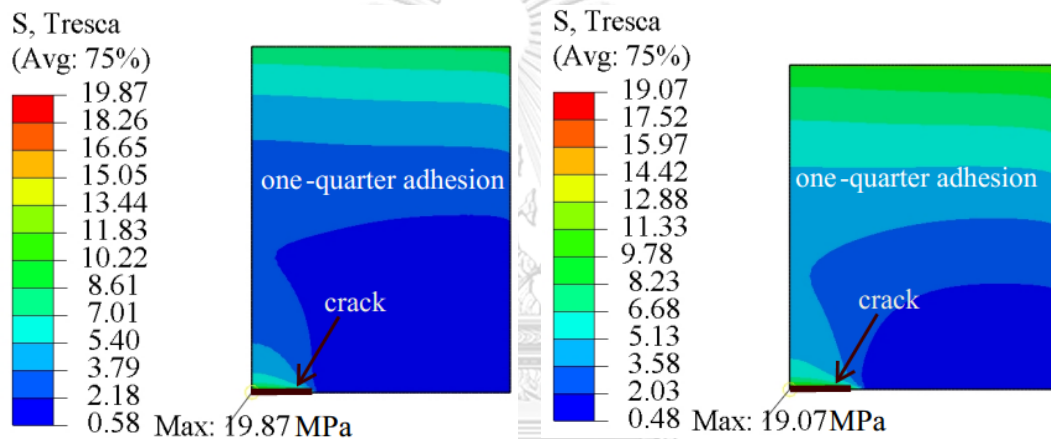 S, Tresca
(Avg: 75%)
19.87
18.26
16.65
15.05
13.44
11.83
10.22
8.61
7.01
5.40
3.79
2.18
0.58
one-quarter adhesion
crack
Max: 19.87 MPa
S, Tresca
(Avg: 75%)
19.07
17.52
15.97
14.42
12.88
11.33
9.78
8.23
6.68
5.13
3.58
2.03
0.48
one-quarter adhesion
crack
Max: 19.07 MPa